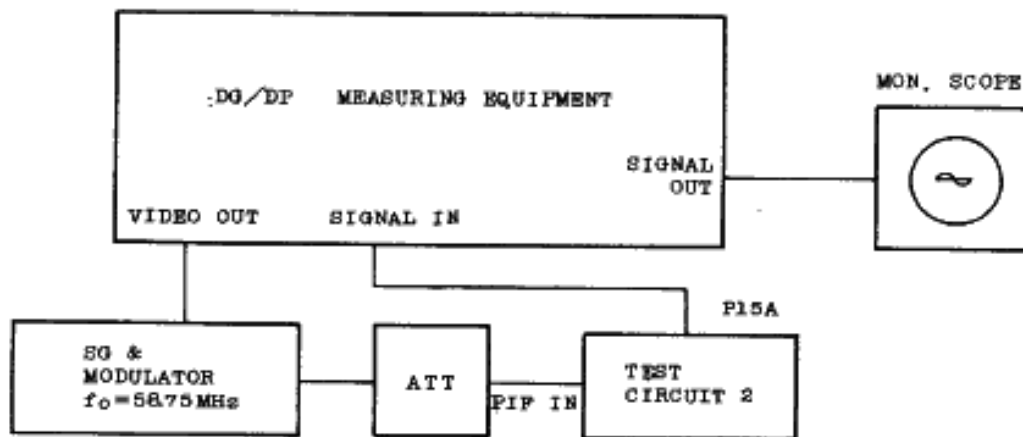 :DG/DP MEASURING EQUIPMENT
MON. SCOPE
SIGNAL
OUT
VIDEO OUT SIGNAL IN
P15A
SG &
MODULATOR
fo=58.75MHz
ATT
PIF IN
TEST
CIRCUIT 2